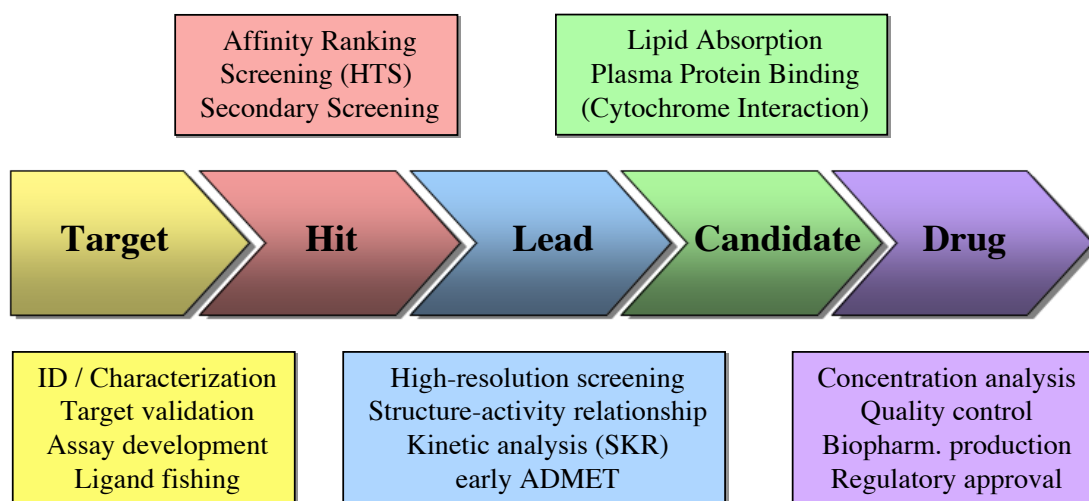 Affinity Ranking
Screening (HTS)
Secondary Screening
Lipid Absorption
Plasma Protein Binding
(Cytochrome Interaction)
Target
Hit
Lead
Candidate
Drug
ID / Characterization
Target validation
Assay development
Ligand fishing
High-resolution screening
Structure-activity relationship
Kinetic analysis (SKR)
early ADMET
Concentration analysis
Quality control
Biopharm. production
Regulatory approval